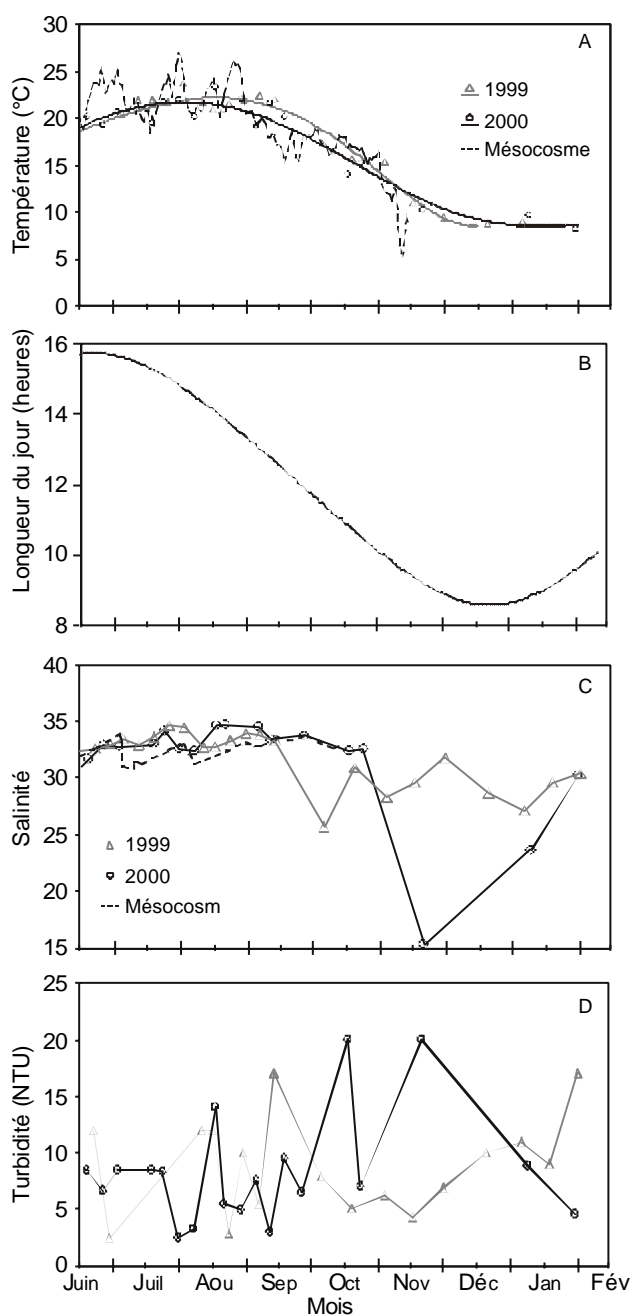 30
25
20
15
10
5
0
Température (°C)
A
1999
2000
Mésocosme
16
14
12
10
8
Longueur du jour (heures)
B
40
35
30
25
20
15
Salinité
C
1999
2000
Mésocosm
25
20
15
10
5
0
Turbidité (NTU)
D
Juin Juil Aou Sep Oct Nov Déc Jan Fév
Mois